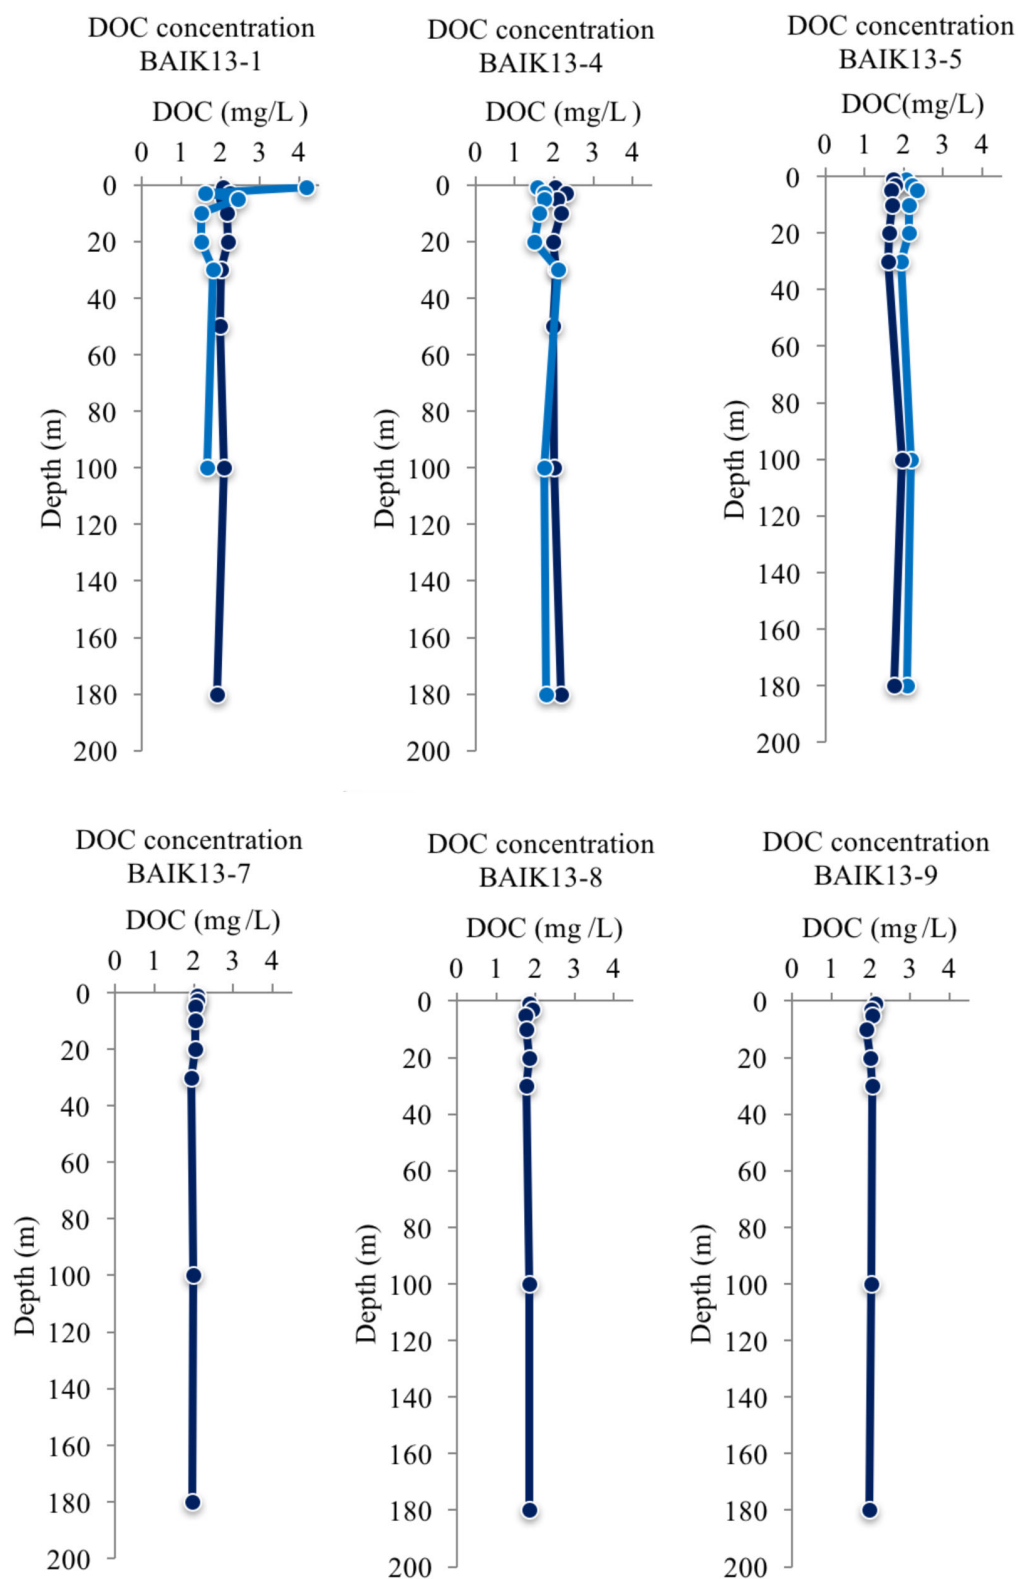 DOC concentration
BAIK13-1
DOC (mg/L )
0 1 2 3 4
0
20
40
60
80
100
120
140
160
180
200
Depth (m)
DOC concentration
BAIK13-4
DOC (mg/L )
0 1 2 3 4
0
20
40
60
80
100
120
140
160
180
200
Depth (m)
DOC concentration
BAIK13-5
DOC(mg/L)
0 1 2 3 4
0
20
40
60
80
100
120
140
160
180
200
Depth (m)
DOC concentration
BAIK13-7
DOC (mg /L)
0 1 2 3 4
0
20
40
60
80
100
120
140
160
180
200
Depth (m)
DOC concentration
BAIK13-8
DOC (mg /L)
0 1 2 3 4
0
20
40
60
80
100
120
140
160
180
200
Depth (m)
DOC concentration
BAIK13-9
DOC (mg /L)
0 1 2 3 4
0
20
40
60
80
100
120
140
160
180
200
Depth (m)